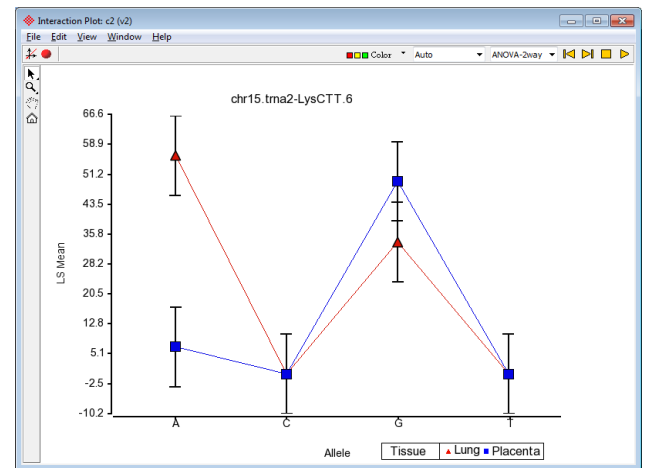 Interaction Plot: c2 (v2)
File Edit View Window Help
Color Auto ANOVA-2way
chr15.trna2-LysCTT.6
66.6
58.9
51.2
43.5
35.8
28.2
20.5
12.8
5.1
-2.5
-10.2
LS Mean
A C G T
Allele
Tissue Lung Placenta